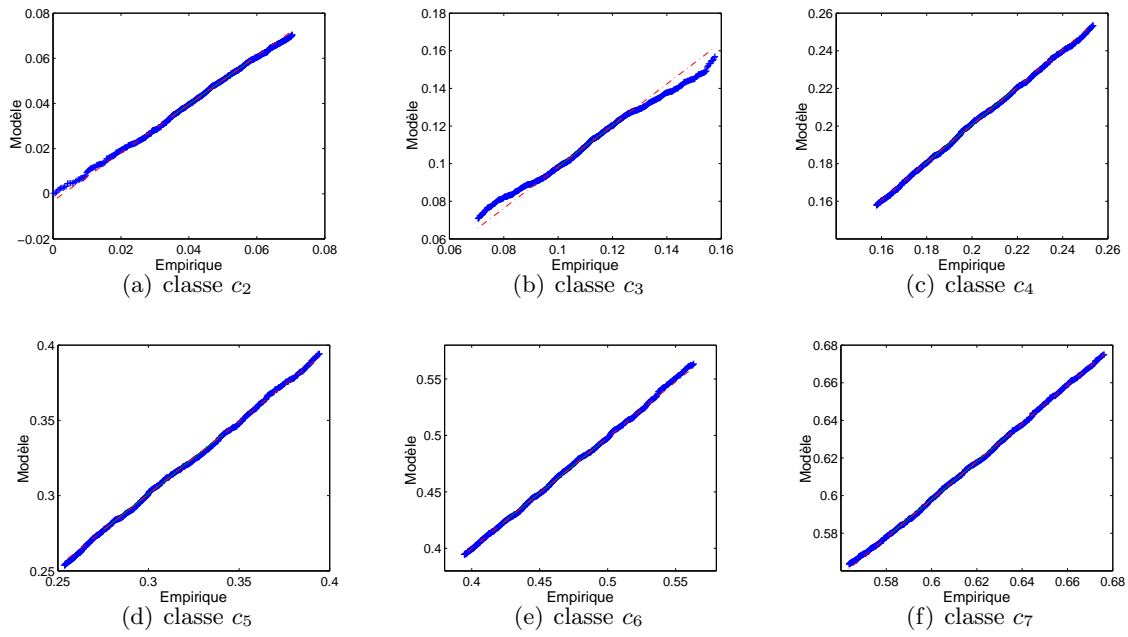 0.08
0.06
0.04
0.02
0
−0.02
Modèle
0 0.02 0.04 0.06 0.08
Empirique
(a) classe c2
0.18
0.16
0.14
0.12
0.1
0.08
0.06
Modèle
0.06 0.08 0.1 0.12 0.14 0.16
Empirique
(b) classe c3
0.26
0.24
0.22
0.2
0.18
0.16
Modèle
0.16 0.18 0.2 0.22 0.24 0.26
Empirique
(c) classe c4
0.4
0.35
0.3
0.25
Modèle
0.25 0.3 0.35 0.4
Empirique
(d) classe c5
0.55
0.5
0.45
0.4
Modèle
0.4 0.45 0.5 0.55
Empirique
(e) classe c6
0.68
0.66
0.64
0.62
0.6
0.58
Modèle
0.58 0.6 0.62 0.64 0.66 0.68
Empirique
(f) classe c7